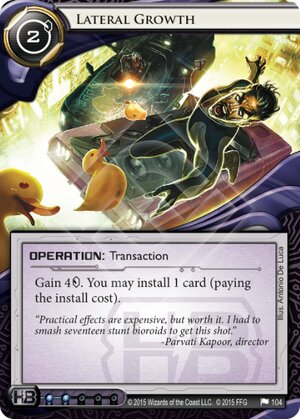 LATERAL GROWTH
2
OPERATION: Transaction
Gain 4. You may install 1 card (paying
the install cost).
"Practical effects are expensive, but worth it. I had to
smash seventeen stunt bioroids to get this shot."
-Parvati Kapoor, director
Illus. Antonio De Luca
HB
© 2015 Wizards of the Coast LLC. © 2015 FFG
104